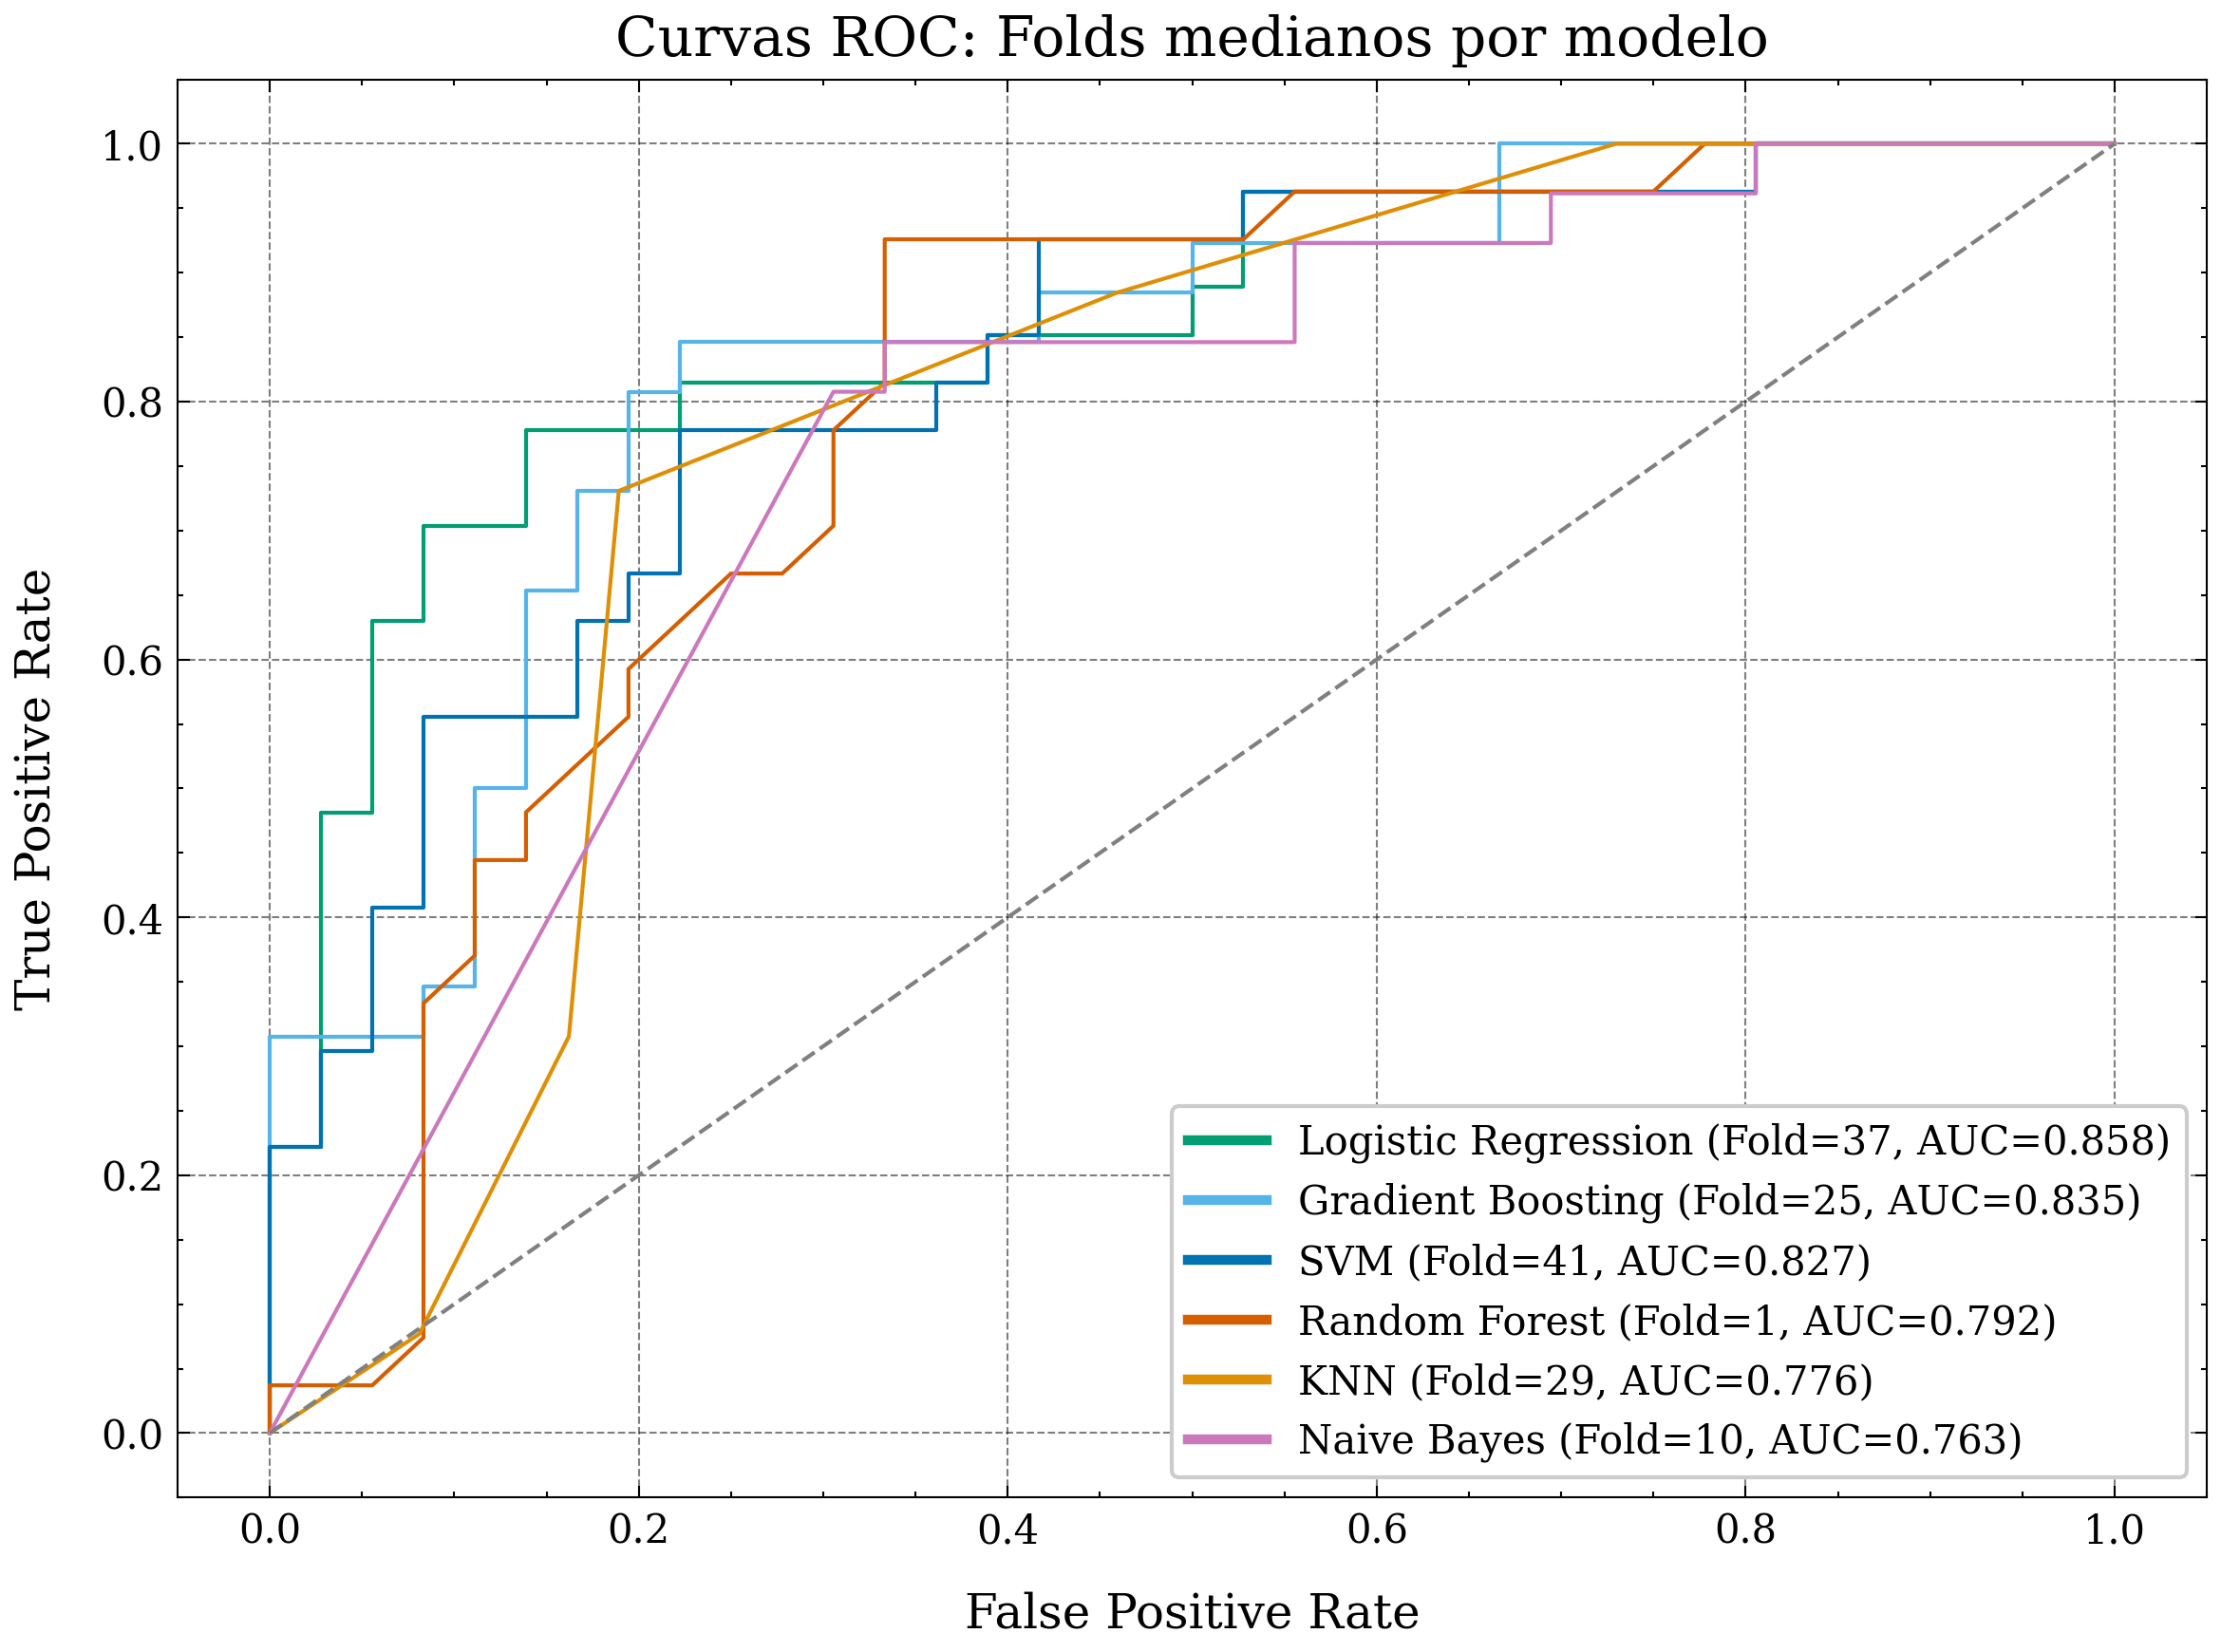 Curvas ROC: Folds medianos por modelo
True Positive Rate
1.0
0.8
0.6
0.4
0.2
0.0
Logistic Regression (Fold=37, AUC=0.858)
Gradient Boosting (Fold=25, AUC=0.835)
SVM (Fold=41, AUC=0.827)
Random Forest (Fold=1, AUC=0.792)
KNN (Fold=29, AUC=0.776)
Naive Bayes (Fold=10, AUC=0.763)
0.0 0.2 0.4 0.6 0.8 1.0
False Positive Rate